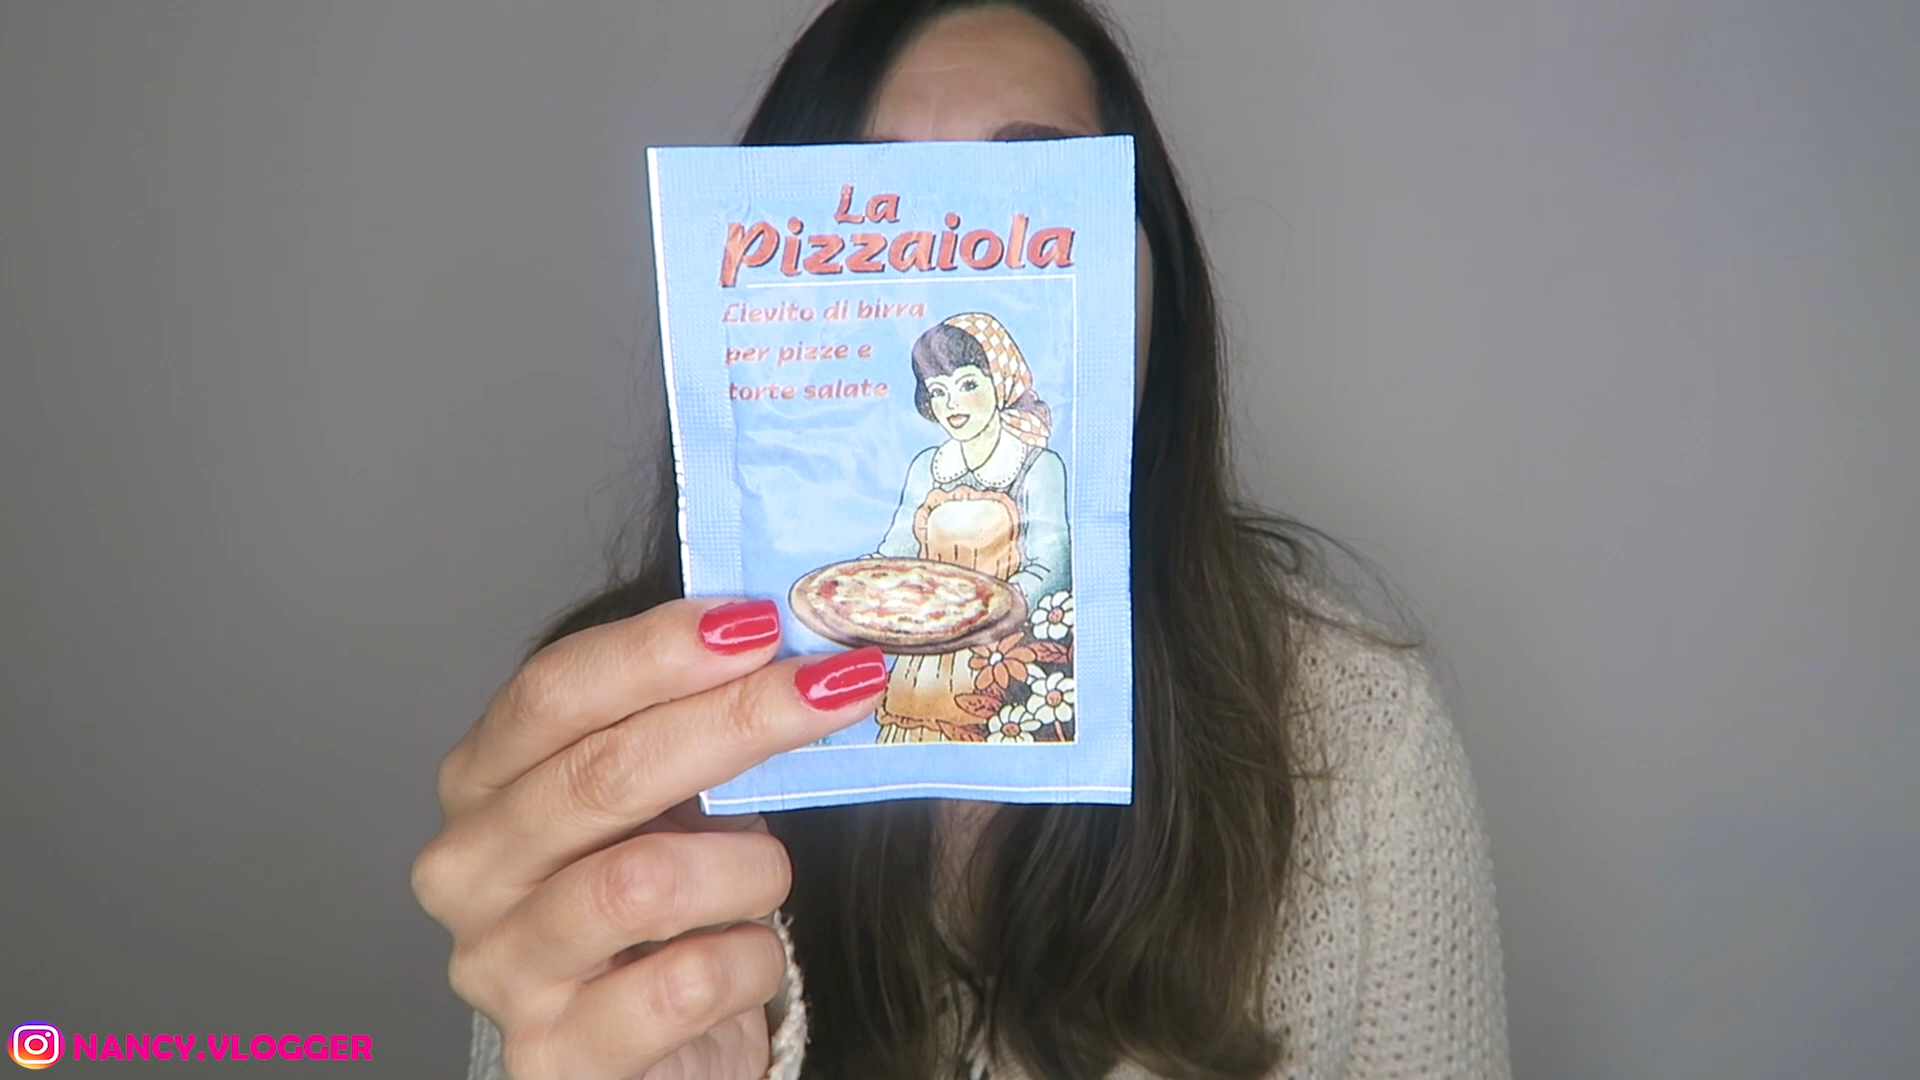 La
Pizzaiola
Lievito di birra
per pizze e
torte salate
NANCY.VLOGGER